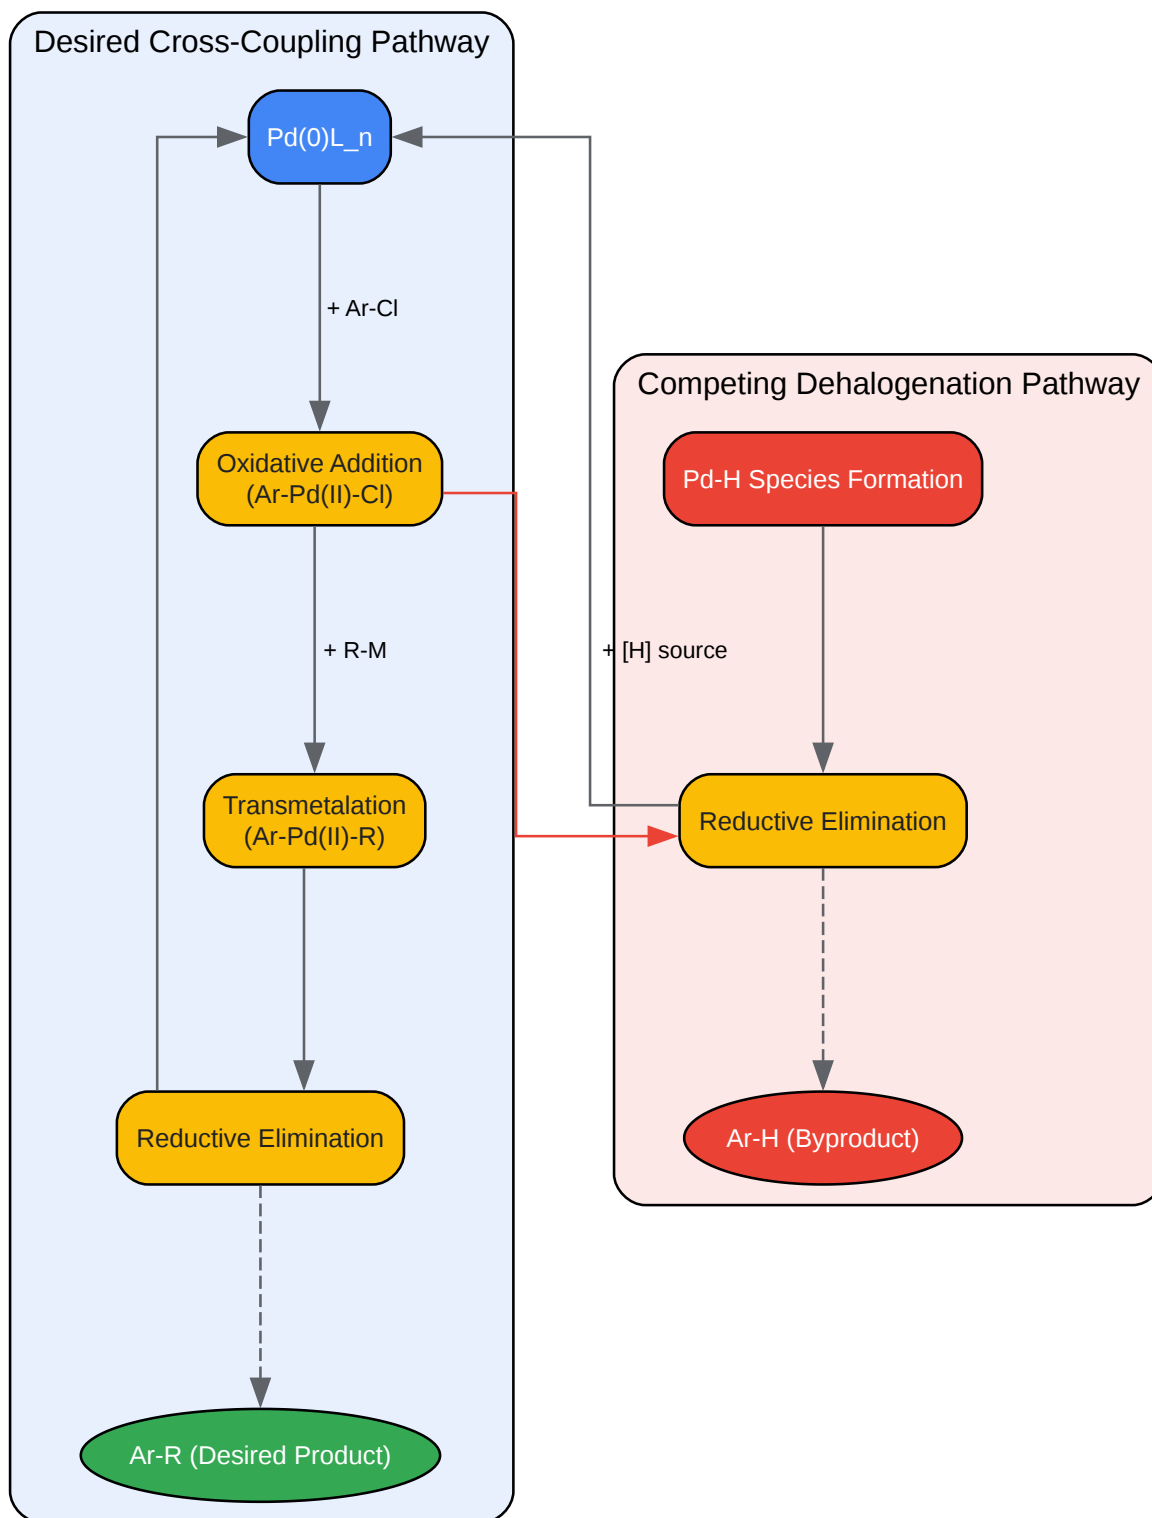 Desired Cross-Coupling Pathway
Pd(0)L_n
+ Ar-Cl
Competing Dehalogenation Pathway
Oxidative Addition
(Ar-Pd(II)-Cl)
Pd-H Species Formation
+ R-M
+ [H] source
Transmetalation
(Ar-Pd(II)-R)
Reductive Elimination
Reductive Elimination
Ar-H (Byproduct)
Ar-R (Desired Product)